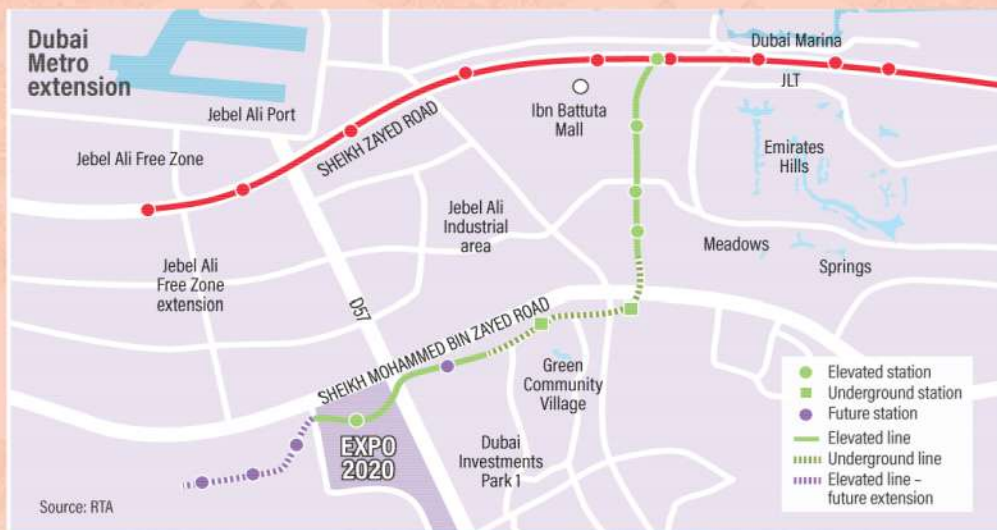 Dubai
Metro
extension
Dubai Marina
JLT
Jebel Ali Port
Ibn Battuta
Mall
SHEIKH ZAYED ROAD
Jebel Ali Free Zone
Emirates
Hills
Jebel Ali
Industrial
area
Meadows
Springs
Jebel Ali
Free Zone
extension
D57
SHEIKH MOHAMMED BIN ZAYED ROAD
Green
Community
Village
EXPO
2020
Dubai
Investments
Park 1
Elevated station
Underground station
Future station
Elevated line
Underground line
Elevated line –
future extension
Source: RTA